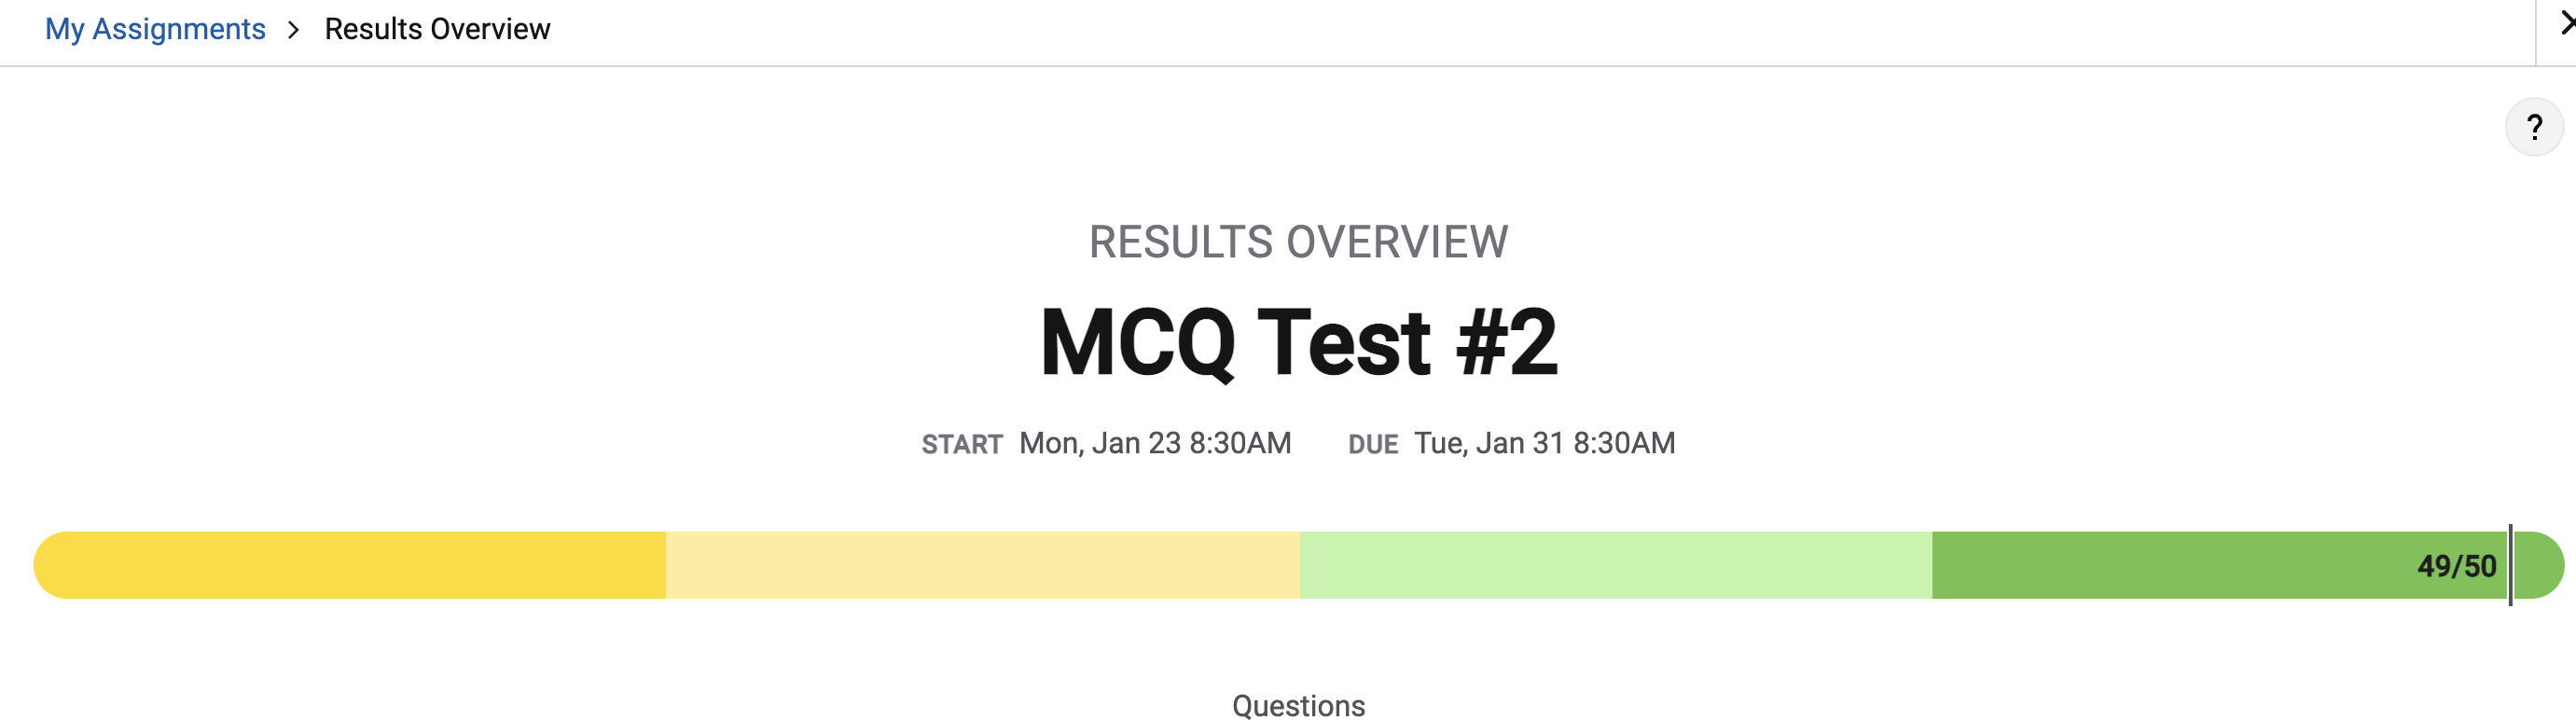 My Assignments > Results Overview
?
RESULTS OVERVIEW
MCQ Test #2
START Mon, Jan 23 8:30AM DUE Tue, Jan 31 8:30AM
49/50
Questions